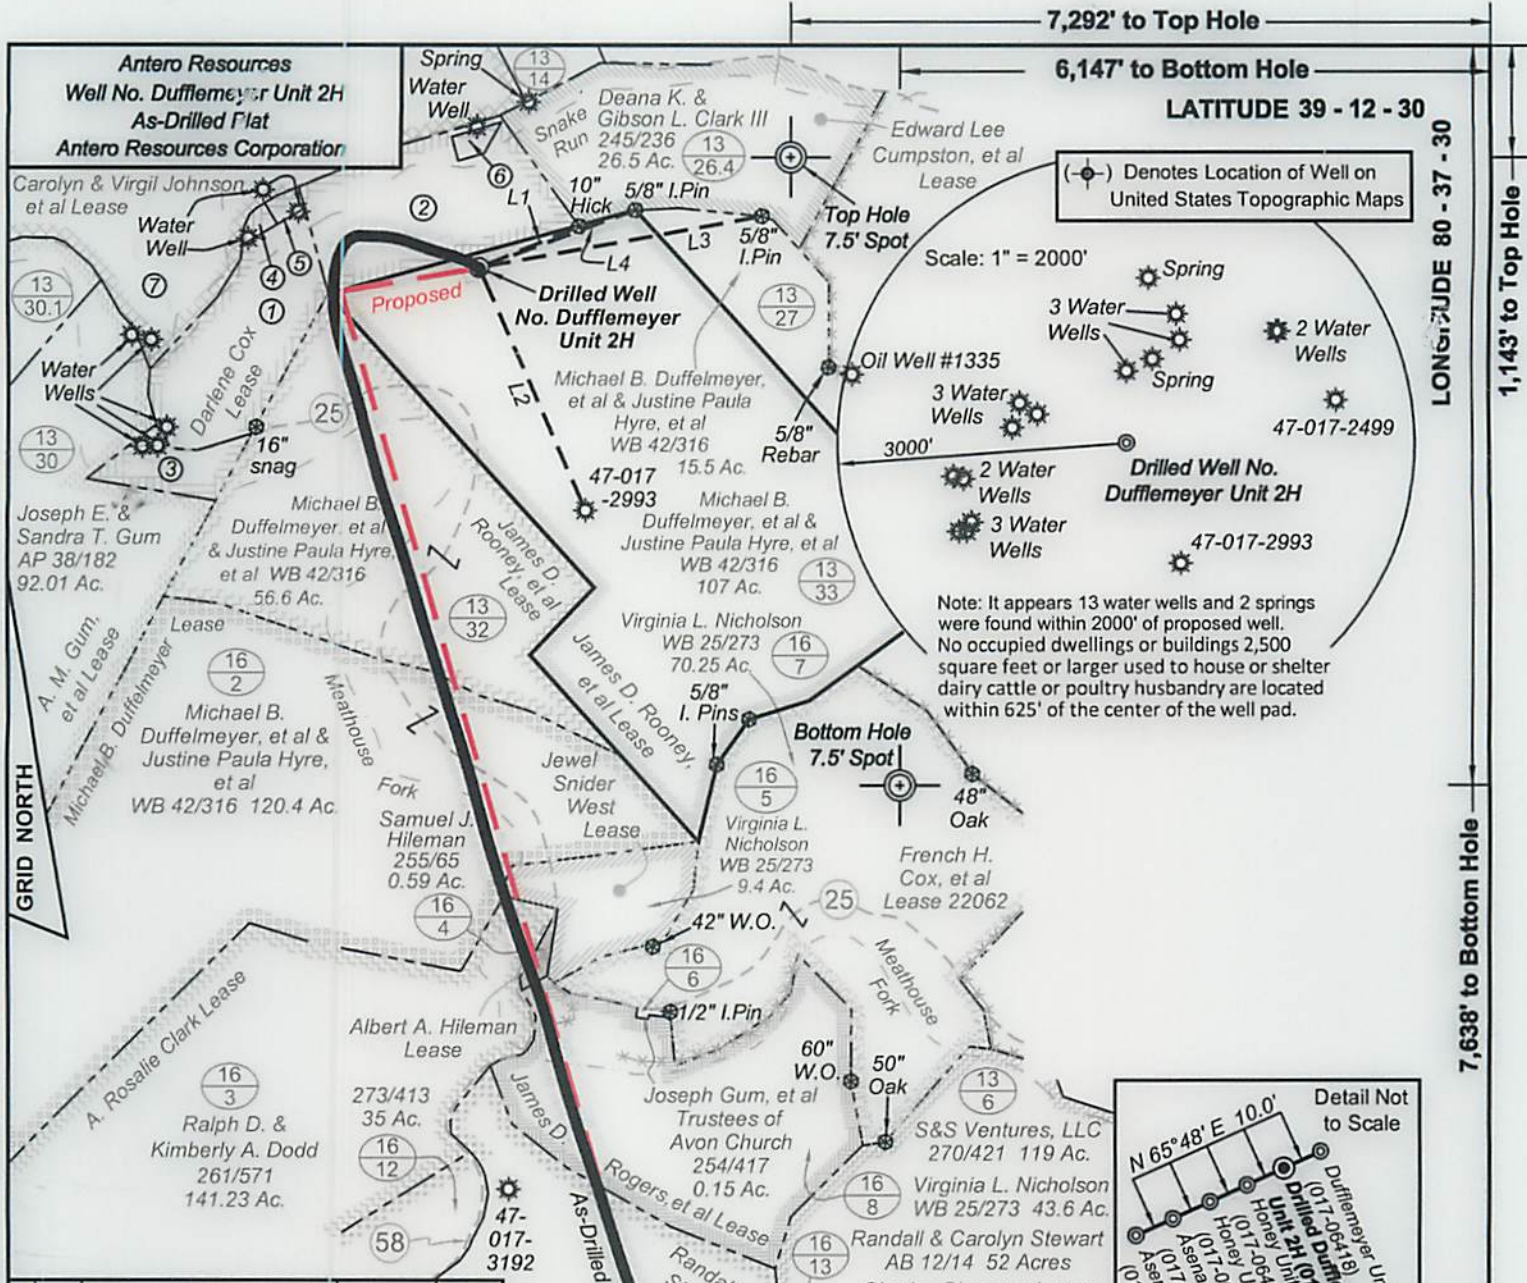 7,292' to Top Hole
6,147' to Bottom Hole
LATITUDE 39 - 12 - 30
LONGITUDE 80 - 37 - 30
1,143' to Top Hole
7,638' to Bottom Hole
Antero Resources
Well No. Dufflemeyer Unit 2H
As-Drilled Plat
Antero Resources Corporation
Spring
Water
Well
13
14
Snake
Run
Deana K. &
Gibson L. Clark III
245/236
26.5 Ac.
13
26.4
Edward Lee
Cumpston, et al
Lease
(-●-) Denotes Location of Well on
United States Topographic Maps
Top Hole
7.5' Spot
Carolyn & Virgil Johnson
et al Lease
Water
Well
6
2
L1
10"
Hick
5/8" I.Pin
L3
5/8"
I.Pin
L4
4
5
7
1
13
30.1
Proposed
Drilled Well
No. Dufflemeyer
Unit 2H
13
27
Scale: 1" = 2000'
Spring
3 Water
Wells
2 Water
Wells
Spring
3 Water
Wells
47-017-2499
3000'
Drilled Well No.
Dufflemeyer Unit 2H
2 Water
Wells
3 Water
Wells
47-017-2993
Note: It appears 13 water wells and 2 springs
were found within 2000' of proposed well.
No occupied dwellings or buildings 2,500
square feet or larger used to house or shelter
dairy cattle or poultry husbandry are located
within 625' of the center of the well pad.
Water
Wells
Darlene Cox
Lease
13
30
3
16"
snag
25
L2
Michael B. Duffelmeyer,
et al & Justine Paula
Hyre, et al
WB 42/316
15.5 Ac.
Oil Well #1335
5/8"
Rebar
47-017
-2993
Joseph E. &
Sandra T. Gum
AP 38/182
92.01 Ac.
Michael B.
Duffelmeyer, et al
& Justine Paula Hyre,
et al WB 42/316
56.6 Ac.
James D.
Rooney, et al
Lease
Michael B.
Duffelmeyer, et al &
Justine Paula Hyre, et al
WB 42/316
107 Ac.
13
33
13
32
A. M. Gum,
et al Lease
Michael B. Duffelmeyer
Lease
16
2
Michael B.
Duffelmeyer, et al &
Justine Paula Hyre,
et al
WB 42/316 120.4 Ac.
Meathouse
Fork
James D. Rooney,
et al Lease
Virginia L. Nicholson
WB 25/273
70.25 Ac.
16
7
5/8"
I. Pins
Bottom Hole
7.5' Spot
48"
Oak
GRID NORTH
Samuel J.
Hileman
255/65
0.59 Ac.
16
4
Jewel
Snider
West
Lease
16
5
Virginia L.
Nicholson
WB 25/273
9.4 Ac.
French H.
Cox, et al
Lease 22062
25
42" W.O.
16
6
1/2" I.Pin
Meathouse
Fork
A. Rosalie Clark Lease
Albert A. Hileman
Lease
273/413
35 Ac.
16
12
16
3
Ralph D. &
Kimberly A. Dodd
261/571
141.23 Ac.
58
47-
017-
3192
James D.
Rogers, et al Lease
As-Drilled
Joseph Gum, et al
Trustees of
Avon Church
254/417
0.15 Ac.
60"
W.O.
50"
Oak
13
6
S&S Ventures, LLC
270/421 119 Ac.
16
8
Virginia L. Nicholson
WB 25/273 43.6 Ac.
16
13
Randall & Carolyn Stewart
AB 12/14 52 Acres
Detail Not
to Scale
N 65°48' E 10.0'
Dufflemeyer U
(017-06418)
Drilled Duffl
Unit 2H (0
Honey Uni
(017-064
Honey U
(017-0
Asena
(017
Asen
(0